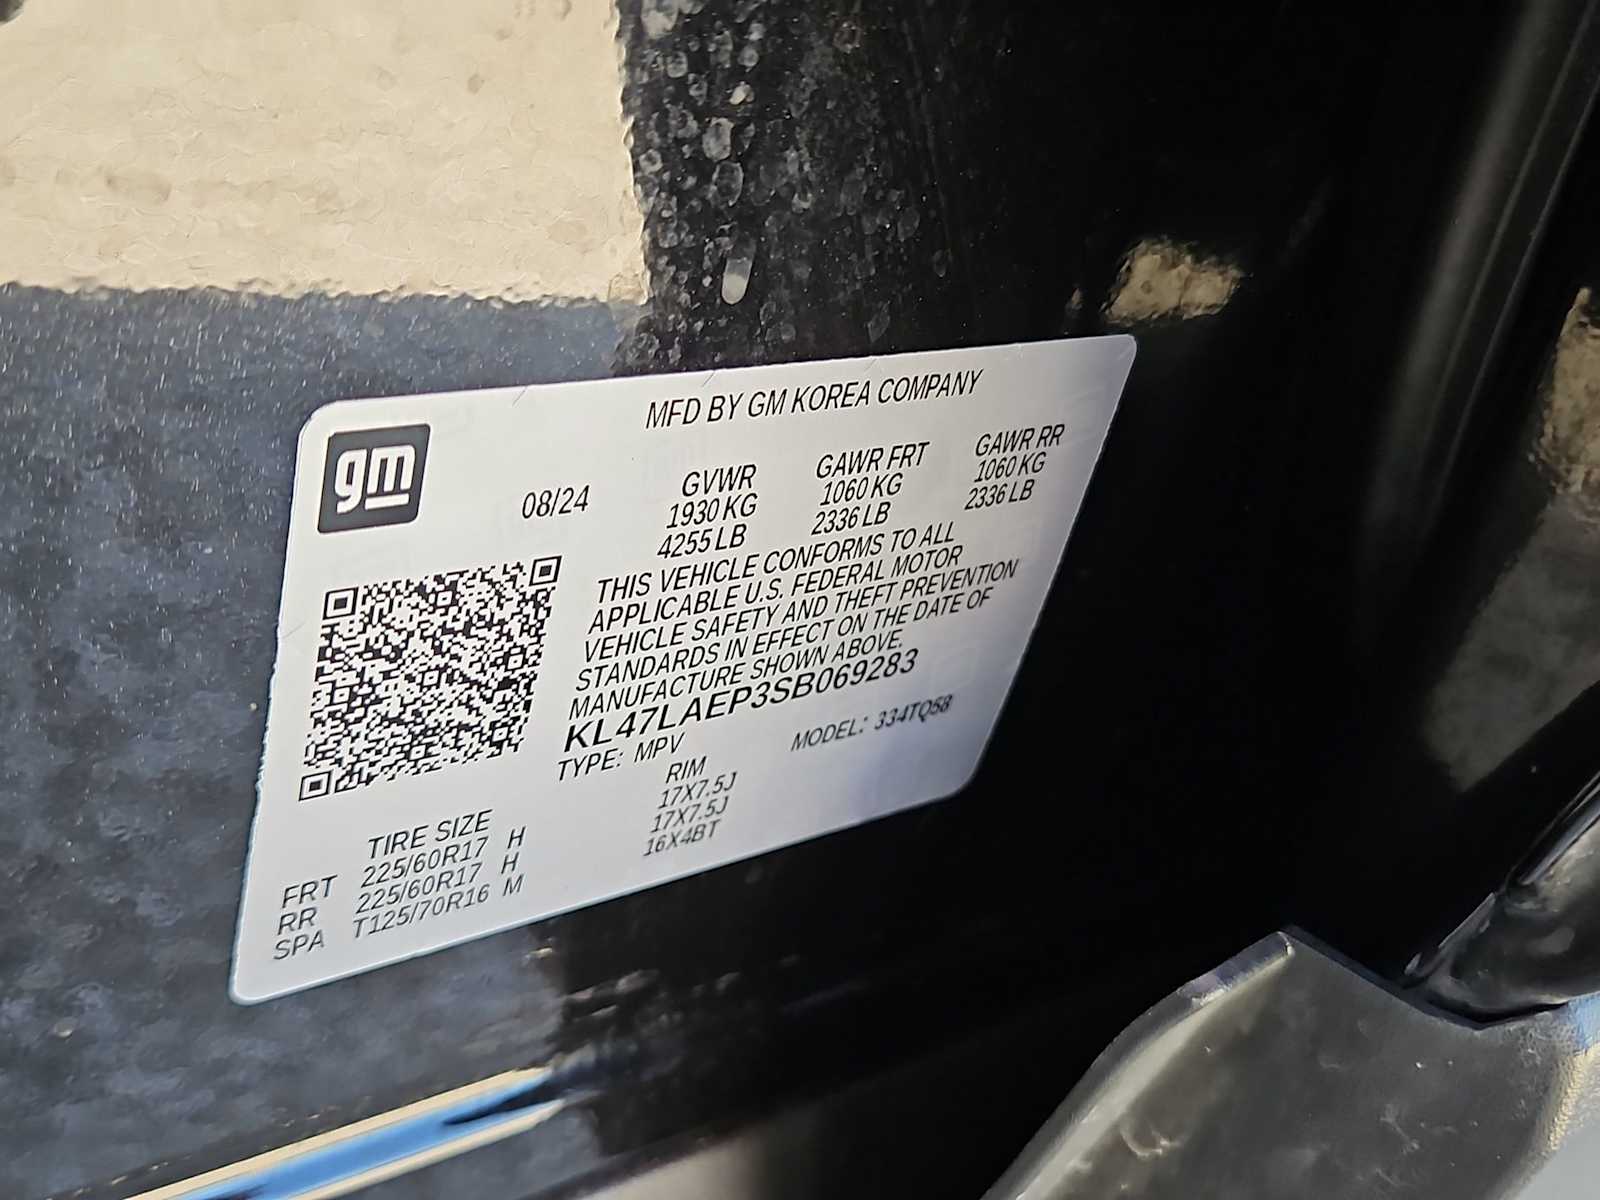 MFD BY GM KOREA COMPANY
gm
08/24
GVWR GAWR FRT GAWR RR
1930 KG 1060 KG 1060 KG
4255 LB 2336 LB 2336 LB
THIS VEHICLE CONFORMS TO ALL
APPLICABLE U.S. FEDERAL MOTOR
VEHICLE SAFETY AND THEFT PREVENTION
STANDARDS IN EFFECT ON THE DATE OF
MANUFACTURE SHOWN ABOVE.
KL47LAEP3SB069283
TYPE: MPV MODEL: 334TQ58
TIRE SIZE RIM
FRT 225/60R17 H 17X7.5J
RR 225/60R17 H 17X7.5J
SPA T125/70R16 M 16X4BT